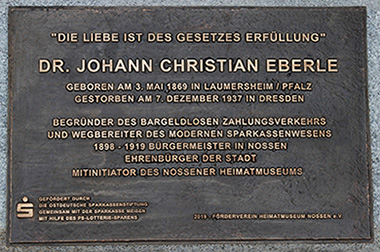 "DIE LIEBE IST DES GESETZES ERFÜLLUNG"
DR. JOHANN CHRISTIAN EBERLE
GEBOREN AM 3. MAI 1869 IN LAUMERSHEIM / PFALZ
GESTORBEN AM 7. DEZEMBER 1937 IN DRESDEN
BEGRÜNDER DES BARGELDLOSEN ZAHLUNGSVERKEHRS
UND WEGBEREITER DES MODERNEN SPARKASSENWESENS
1898 - 1919 BÜRGERMEISTER IN NOSSEN
EHRENBURGER DER STADT
MITINITIATOR DES NOSSENER HEIMATMUSEUMS
GEFÖRDERT DURCH
DIE OSTDEUTSCHE SPARKASSENSTIFTUNG
GEMEINSAM MIT DER SPARKASSE MEIßEN
MIT HILFE DES PS-LOTTERIE-SPARENS
2019 - FÖRDERVEREIN HEIMATMUSEUM NOSSEN e.V